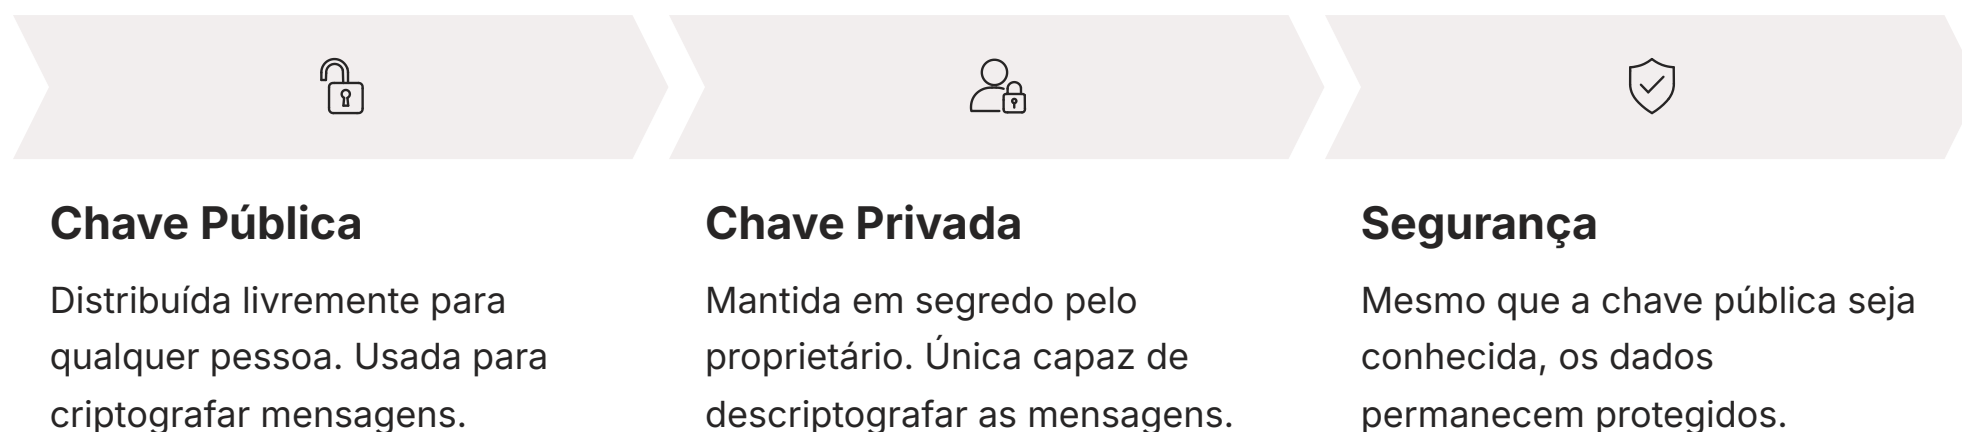 Chave Pública
Distribuída livremente para
qualquer pessoa. Usada para
criptografar mensagens.
Chave Privada
Mantida em segredo pelo
proprietário. Única capaz de
descriptografar as mensagens.
Segurança
Mesmo que a chave pública seja
conhecida, os dados
permanecem protegidos.